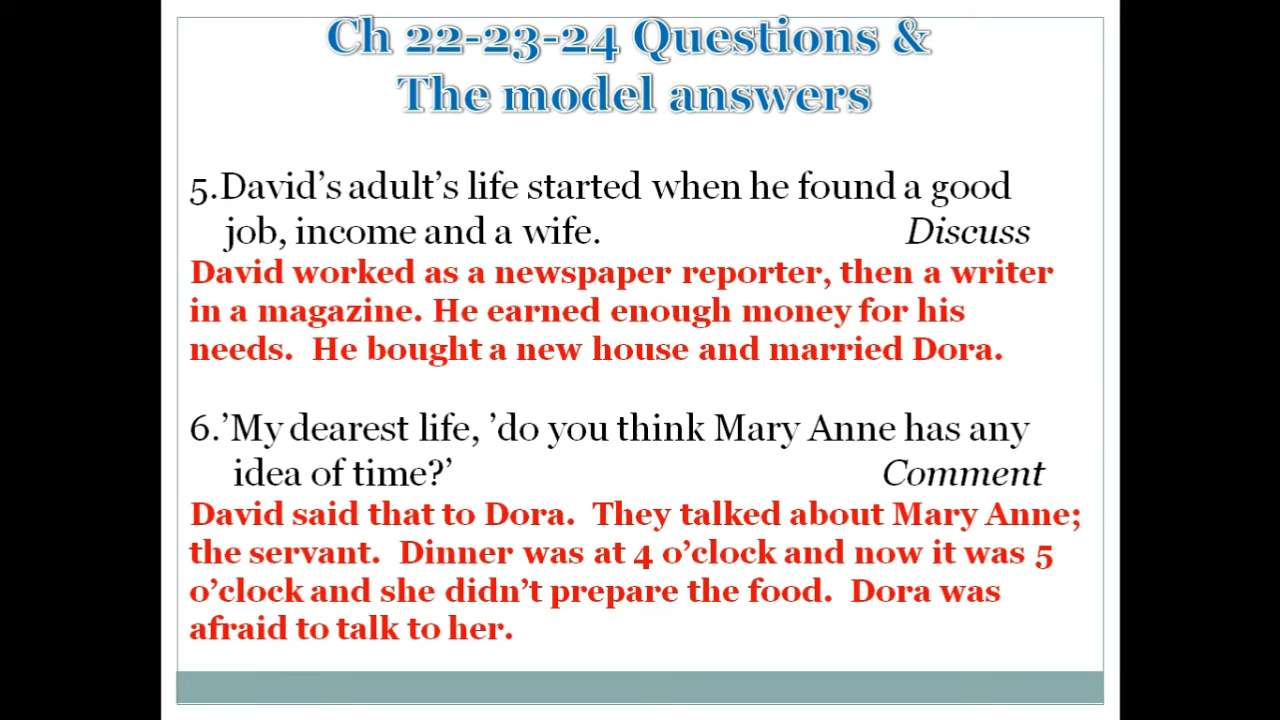 Ch 22-23-24 Questions &
The model answers
5.David’s adult’s life started when he found a good
job, income and a wife. Discuss
David worked as a newspaper reporter, then a writer
in a magazine. He earned enough money for his
needs. He bought a new house and married Dora.
6.’My dearest life, ’do you think Mary Anne has any
idea of time?’ Comment
David said that to Dora. They talked about Mary Anne;
the servant. Dinner was at 4 o’clock and now it was 5
o’clock and she didn’t prepare the food. Dora was
afraid to talk to her.